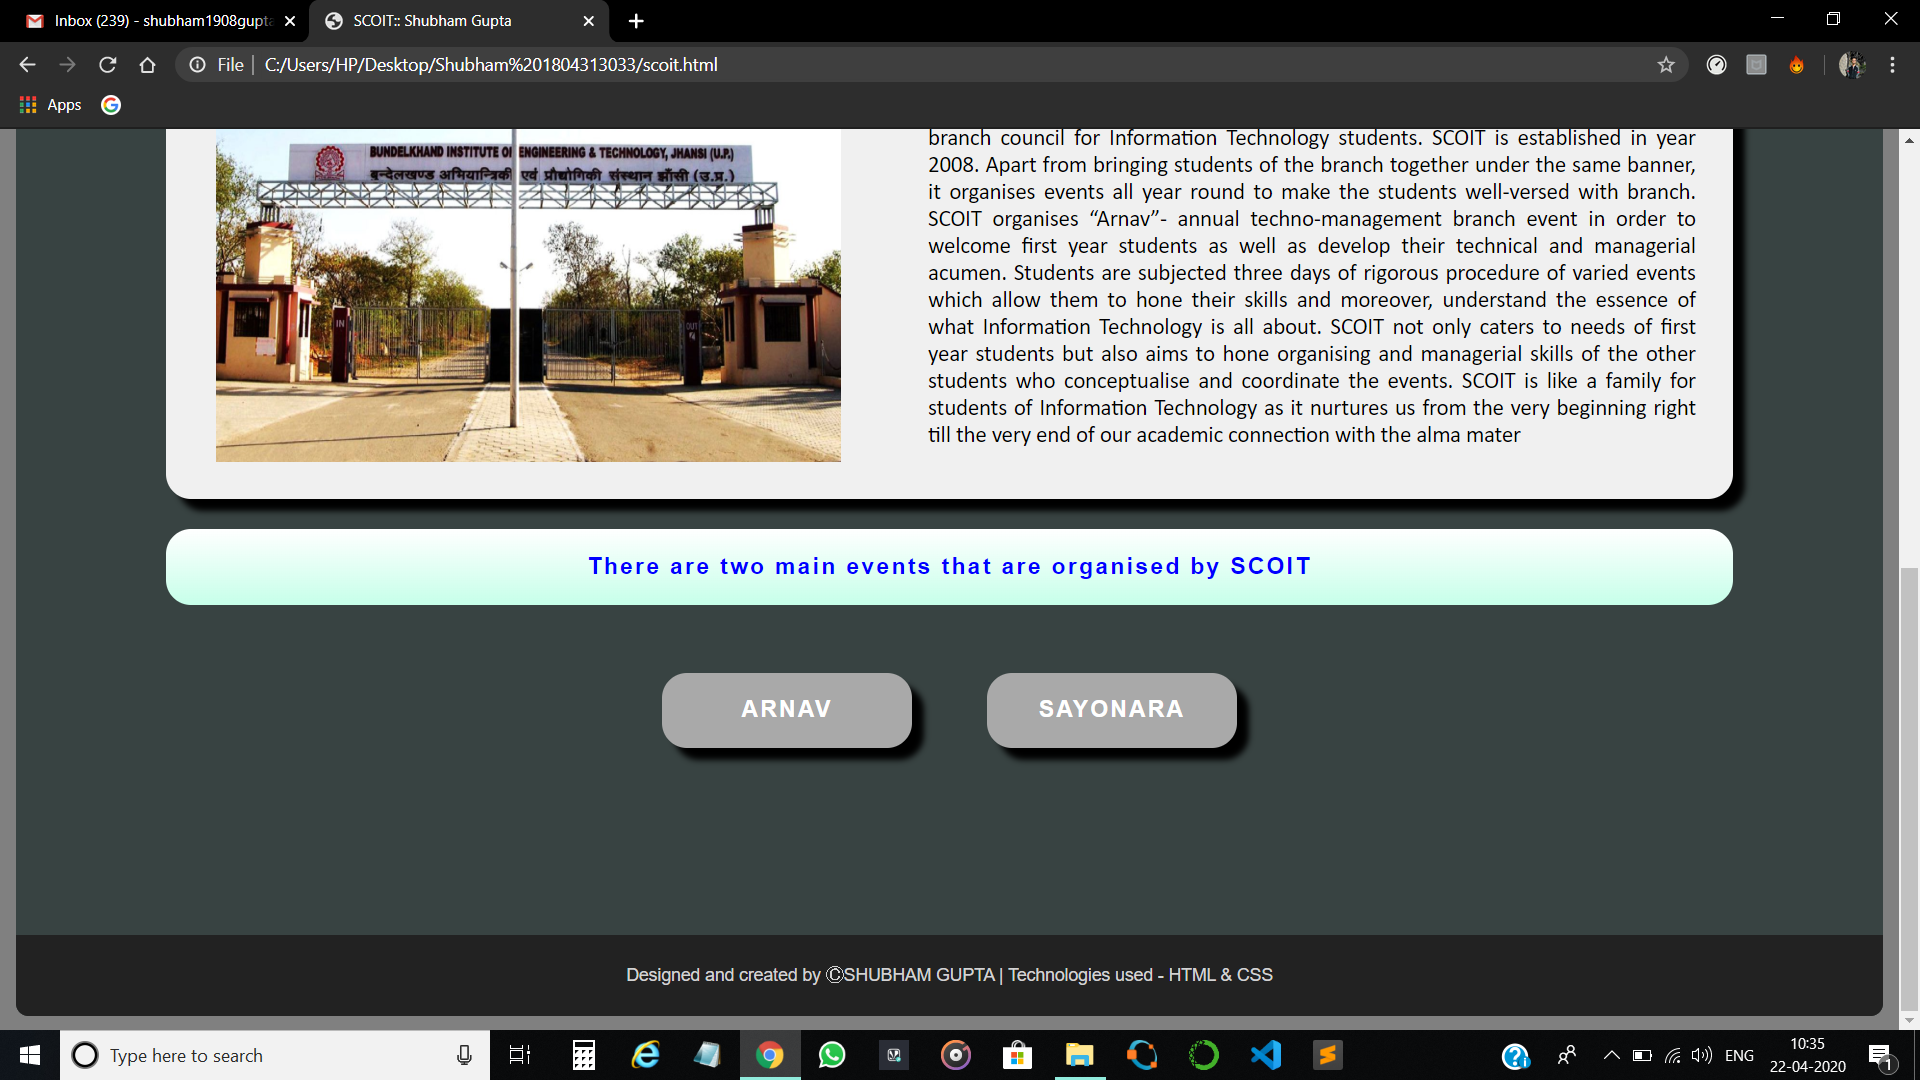 Inbox (239) - shubham1908gupta
SCOIT:: Shubham Gupta
File
C:/Users/HP/Desktop/Shubham%201804313033/scoit.html
Apps
BUNDELKHAND INSTITUTE OF ENGINEERING & TECHNOLOGY, JHANSI (U.P.)
बुन्देलखण्ड अभियान्त्रिकी एवं प्रौद्योगिकी संस्थान झाँसी (उ.प्र.)
IN
OUT
branch council for Information Technology students. SCOIT is established in year
2008. Apart from bringing students of the branch together under the same banner,
it organises events all year round to make the students well-versed with branch.
SCOIT organises “Arnav”- annual techno-management branch event in order to
welcome first year students as well as develop their technical and managerial
acumen. Students are subjected three days of rigorous procedure of varied events
which allow them to hone their skills and moreover, understand the essence of
what Information Technology is all about. SCOIT not only caters to needs of first
year students but also aims to hone organising and managerial skills of the other
students who conceptualise and coordinate the events. SCOIT is like a family for
students of Information Technology as it nurtures us from the very beginning right
till the very end of our academic connection with the alma mater
There are two main events that are organised by SCOIT
ARNAV
SAYONARA
Designed and created by ⒸSHUBHAM GUPTA | Technologies used - HTML & CSS
Type here to search
ENG
10:35
22-04-2020
1